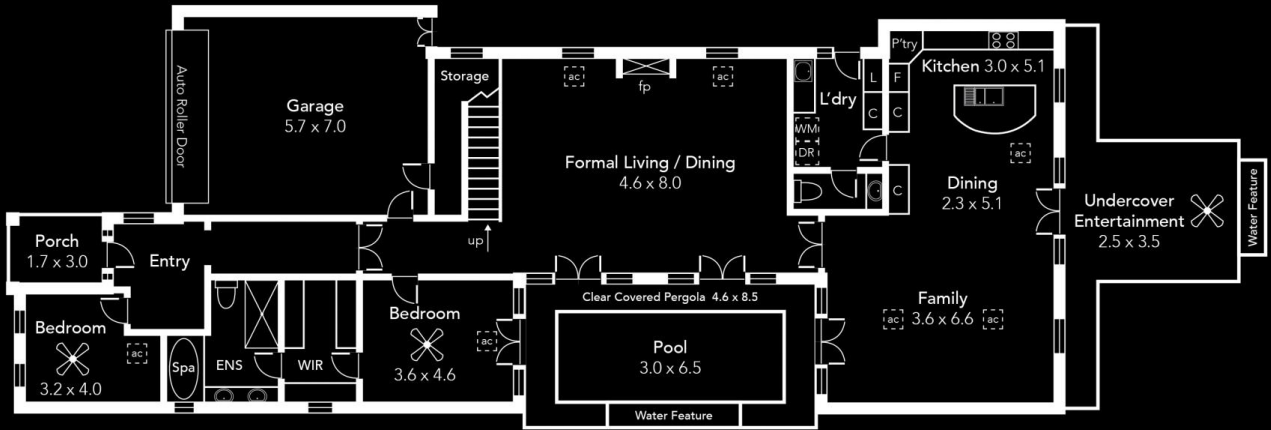 Auto Roller Door
Garage
5.7 x 7.0
Storage
up
ac
fp
ac
Formal Living / Dining
4.6 x 8.0
L'dry
WM
DR
L
C
P'try
F
C
C
Kitchen 3.0 x 5.1
ac
Dining
2.3 x 5.1
Undercover
Entertainment
2.5 x 3.5
Water Feature
Porch
1.7 x 3.0
Entry
Bedroom
ac
3.2 x 4.0
Spa
ENS
WIR
Bedroom
ac
3.6 x 4.6
Clear Covered Pergola 4.6 x 8.5
Pool
3.0 x 6.5
Water Feature
Family
ac
3.6 x 6.6
ac